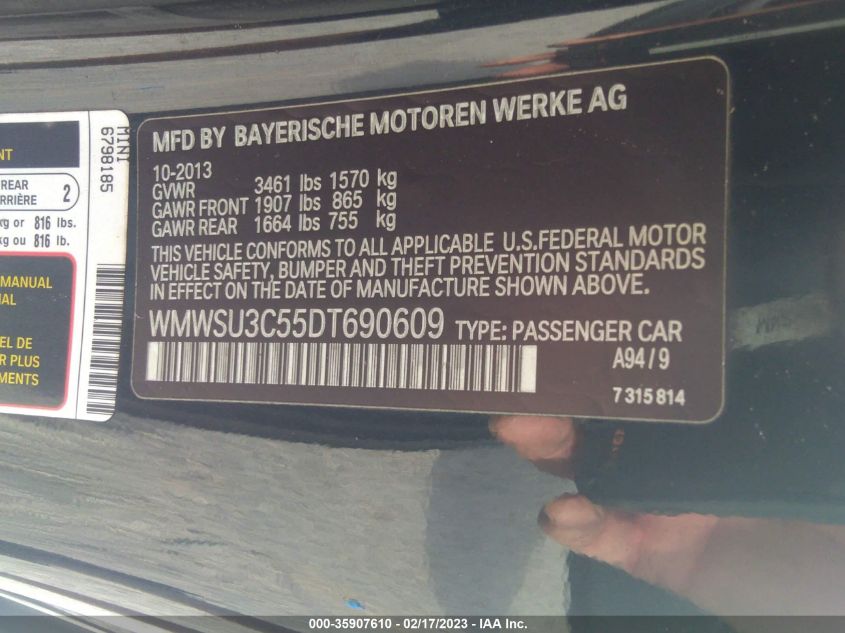 MFD BY BAYERISCHE MOTOREN WERKE AG
10-2013
GVWR 3461 lbs 1570 kg
GAWR FRONT 1907 lbs 865 kg
GAWR REAR 1664 lbs 755 kg
THIS VEHICLE CONFORMS TO ALL APPLICABLE U.S.FEDERAL MOTOR
VEHICLE SAFETY, BUMPER AND THEFT PREVENTION STANDARDS
IN EFFECT ON THE DATE OF MANUFACTURE SHOWN ABOVE.
WMWSU3C55DT690609 TYPE: PASSENGER CAR
A94/9
7 315 814
MINI
6798185
NT
REAR
RRIÈRE 2
kg or 816 lbs.
kg ou 816 lb.
MANUAL
NAL
DE
R PLUS
EMENTS
000-35907610 - 02/17/2023 - IAA Inc.